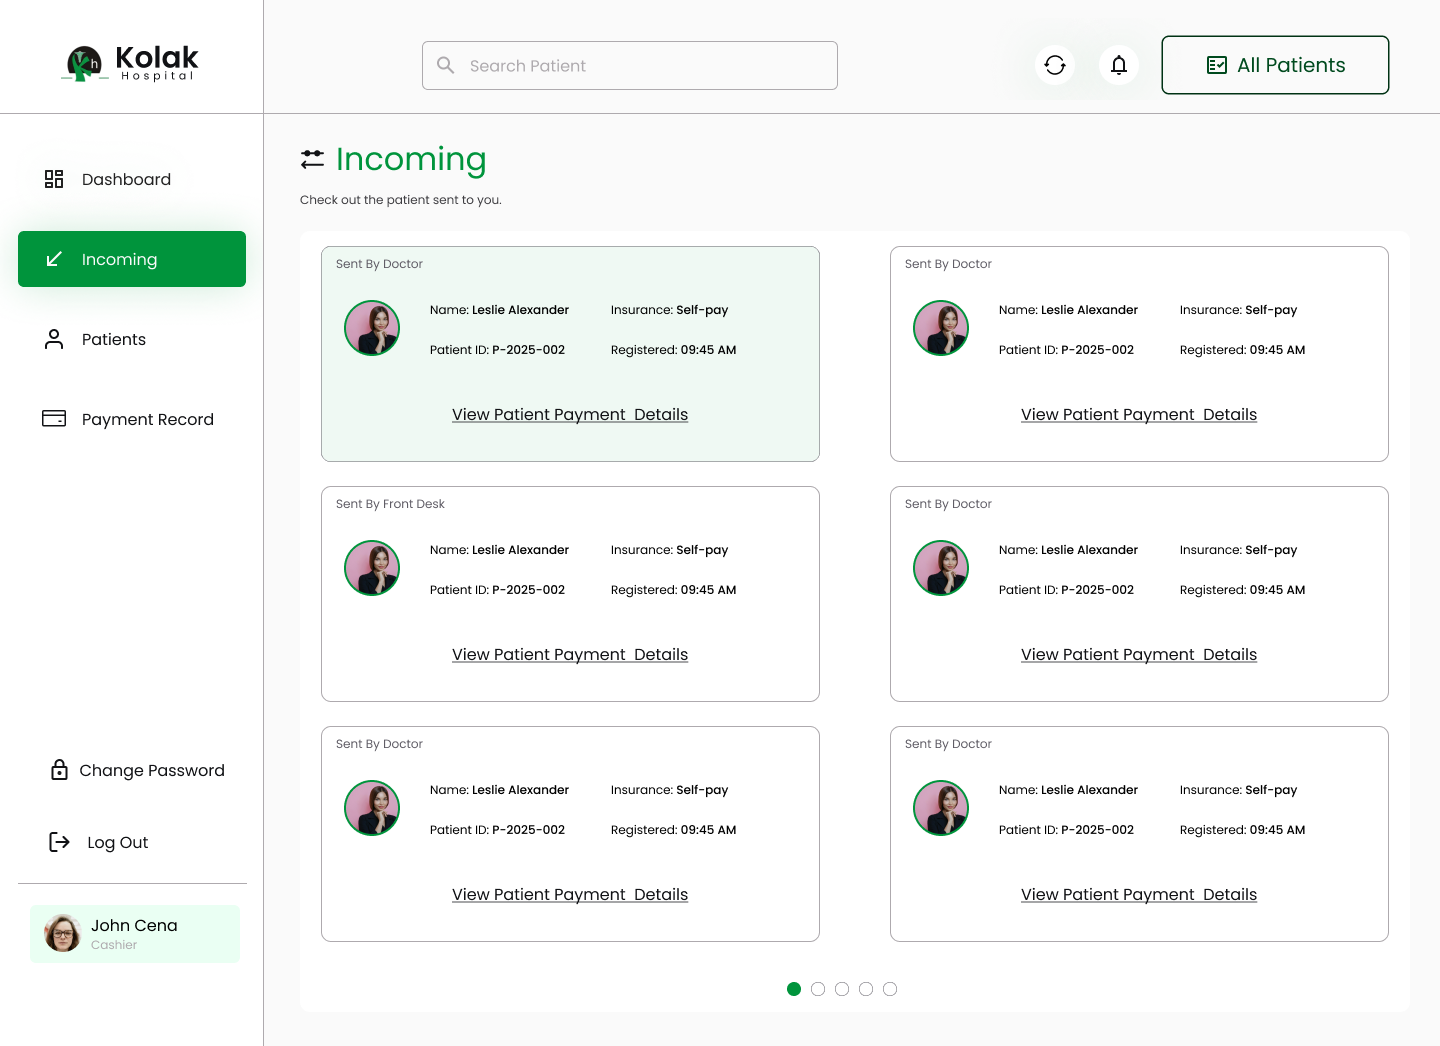 Kolak
Hospital
Search Patient
All Patients
Dashboard
Incoming
Patients
Payment Record
Change Password
Log Out
John Cena
Cashier
Incoming
Check out the patient sent to you.
Sent By Doctor
Name: Leslie Alexander Insurance: Self-pay
Patient ID: P-2025-002 Registered: 09:45 AM
View Patient Payment Details
Sent By Doctor
Name: Leslie Alexander Insurance: Self-pay
Patient ID: P-2025-002 Registered: 09:45 AM
View Patient Payment Details
Sent By Front Desk
Name: Leslie Alexander Insurance: Self-pay
Patient ID: P-2025-002 Registered: 09:45 AM
View Patient Payment Details
Sent By Doctor
Name: Leslie Alexander Insurance: Self-pay
Patient ID: P-2025-002 Registered: 09:45 AM
View Patient Payment Details
Sent By Doctor
Name: Leslie Alexander Insurance: Self-pay
Patient ID: P-2025-002 Registered: 09:45 AM
View Patient Payment Details
Sent By Doctor
Name: Leslie Alexander Insurance: Self-pay
Patient ID: P-2025-002 Registered: 09:45 AM
View Patient Payment Details